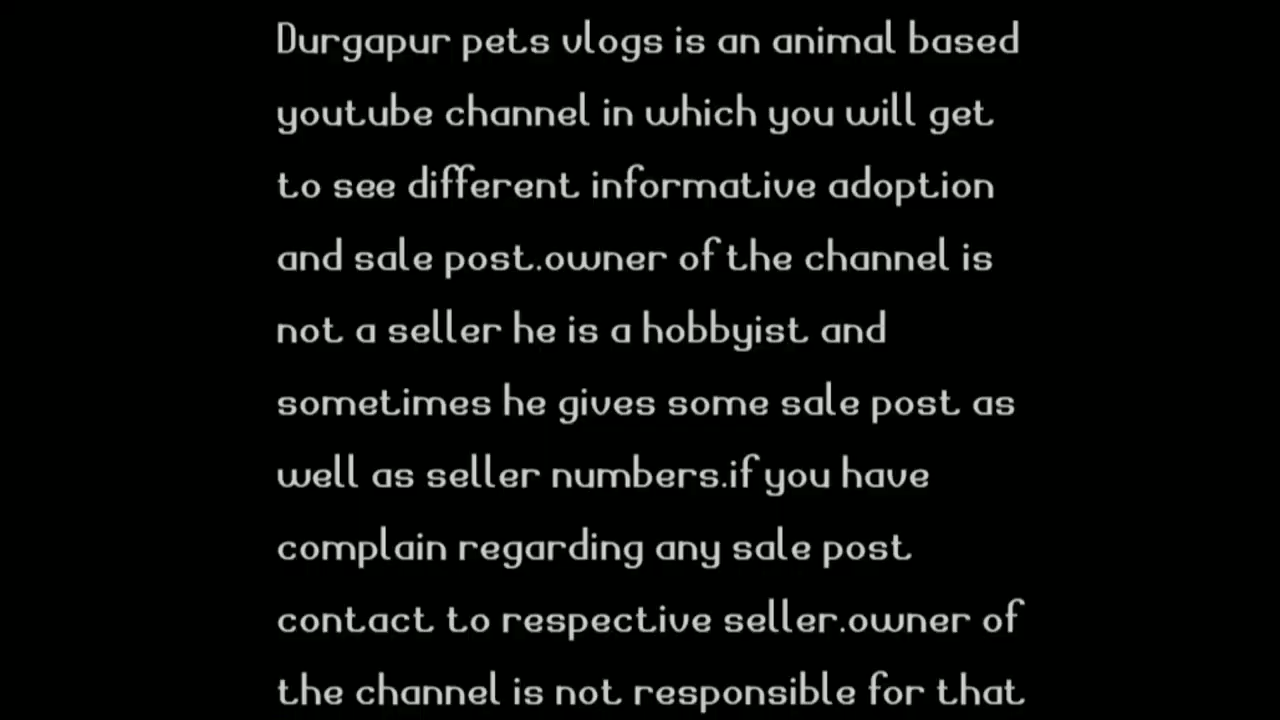 Durgapur pets vlogs is an animal based
youtube channel in which you will get
to see different informative adoption
and sale post.owner of the channel is
not a seller he is a hobbyist and
sometimes he gives some sale post as
well as seller numbers.if you have
complain regarding any sale post
contact to respective seller.owner of
the channel is not responsible for that